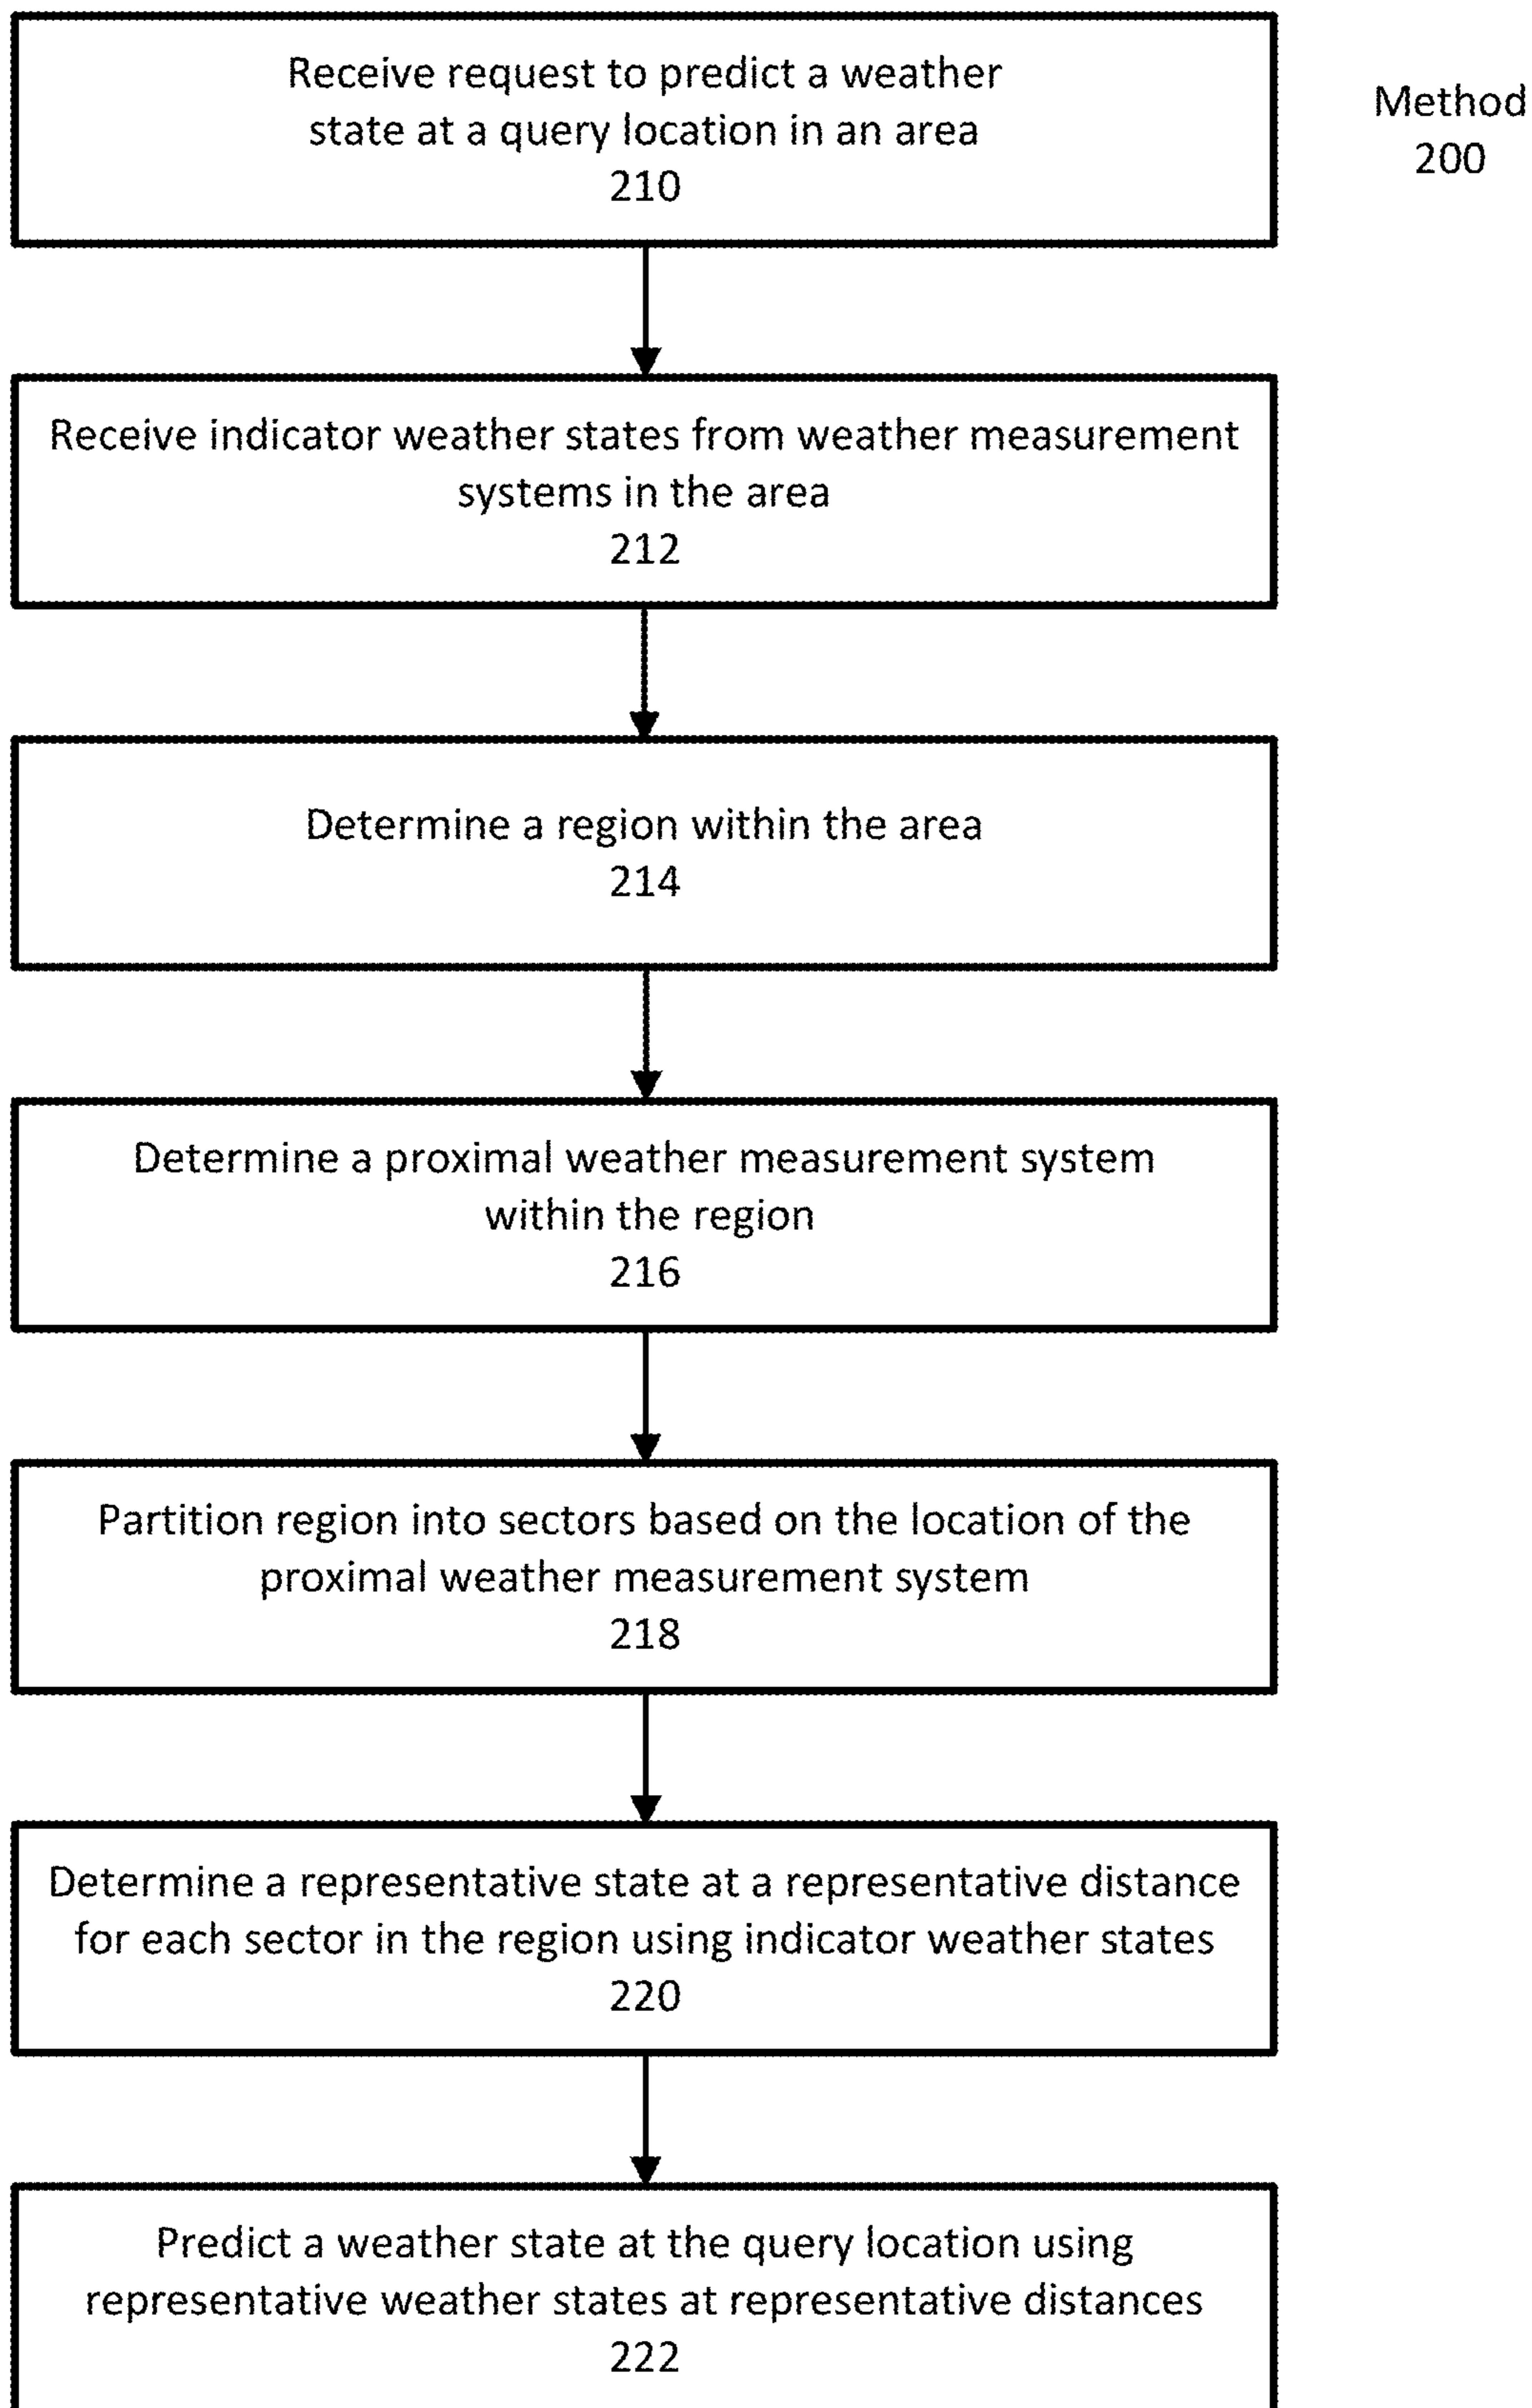 Receive request to predict a weather
state at a query location in an area
210
Method
200
Receive indicator weather states from weather measurement
systems in the area
212
Determine a region within the area
214
Determine a proximal weather measurement system
within the region
216
Partition region into sectors based on the location of the
proximal weather measurement system
218
Determine a representative state at a representative distance
for each sector in the region using indicator weather states
220
Predict a weather state at the query location using
representative weather states at representative distances
222